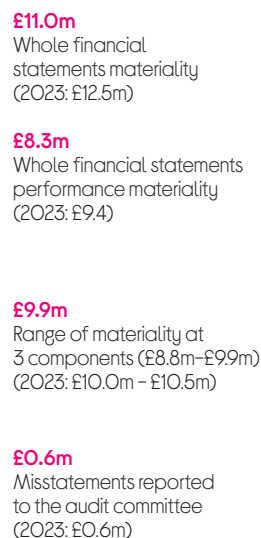 £11.0m
Whole financial
statements materiality
(2023: £12.5m)
£8.3m
Whole financial statements
performance materiality
(2023: £9.4)
£9.9m
Range of materiality at
3 components (£8.8m–£9.9m)
(2023: £10.0m – £10.5m)
£0.6m
Misstatements reported
to the audit committee
(2023: £0.6m)